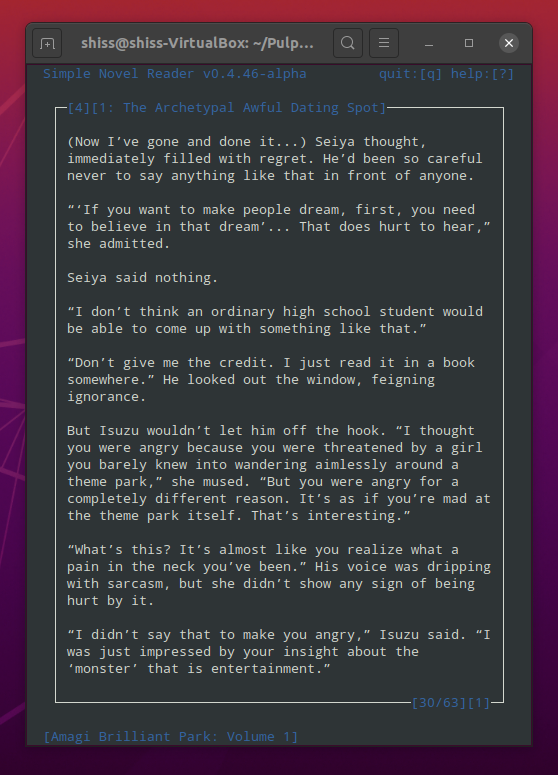 shiss@shiss-VirtualBox: ~/Pulp...
Simple Novel Reader v0.4.46-alpha quit:[q] help:[?]
[4][1: The Archetypal Awful Dating Spot]
(Now I’ve gone and done it...) Seiya thought,
immediately filled with regret. He’d been so careful
never to say anything like that in front of anyone.
“‘If you want to make people dream, first, you need
to believe in that dream’... That does hurt to hear,”
she admitted.
Seiya said nothing.
“I don’t think an ordinary high school student would
be able to come up with something like that.”
“Don’t give me the credit. I just read it in a book
somewhere.” He looked out the window, feigning
ignorance.
But Isuzu wouldn’t let him off the hook. “I thought
you were angry because you were threatened by a girl
you barely knew into wandering aimlessly around a
theme park,” she mused. “But you were angry for a
completely different reason. It’s as if you’re mad at
the theme park itself. That’s interesting.”
“What’s this? It’s almost like you realize what a
pain in the neck you’ve been.” His voice was dripping
with sarcasm, but she didn’t show any sign of being
hurt by it.
“I didn’t say that to make you angry,” Isuzu said. “I
was just impressed by your insight about the
‘monster’ that is entertainment.”
[30/63][1]
[Amagi Brilliant Park: Volume 1]